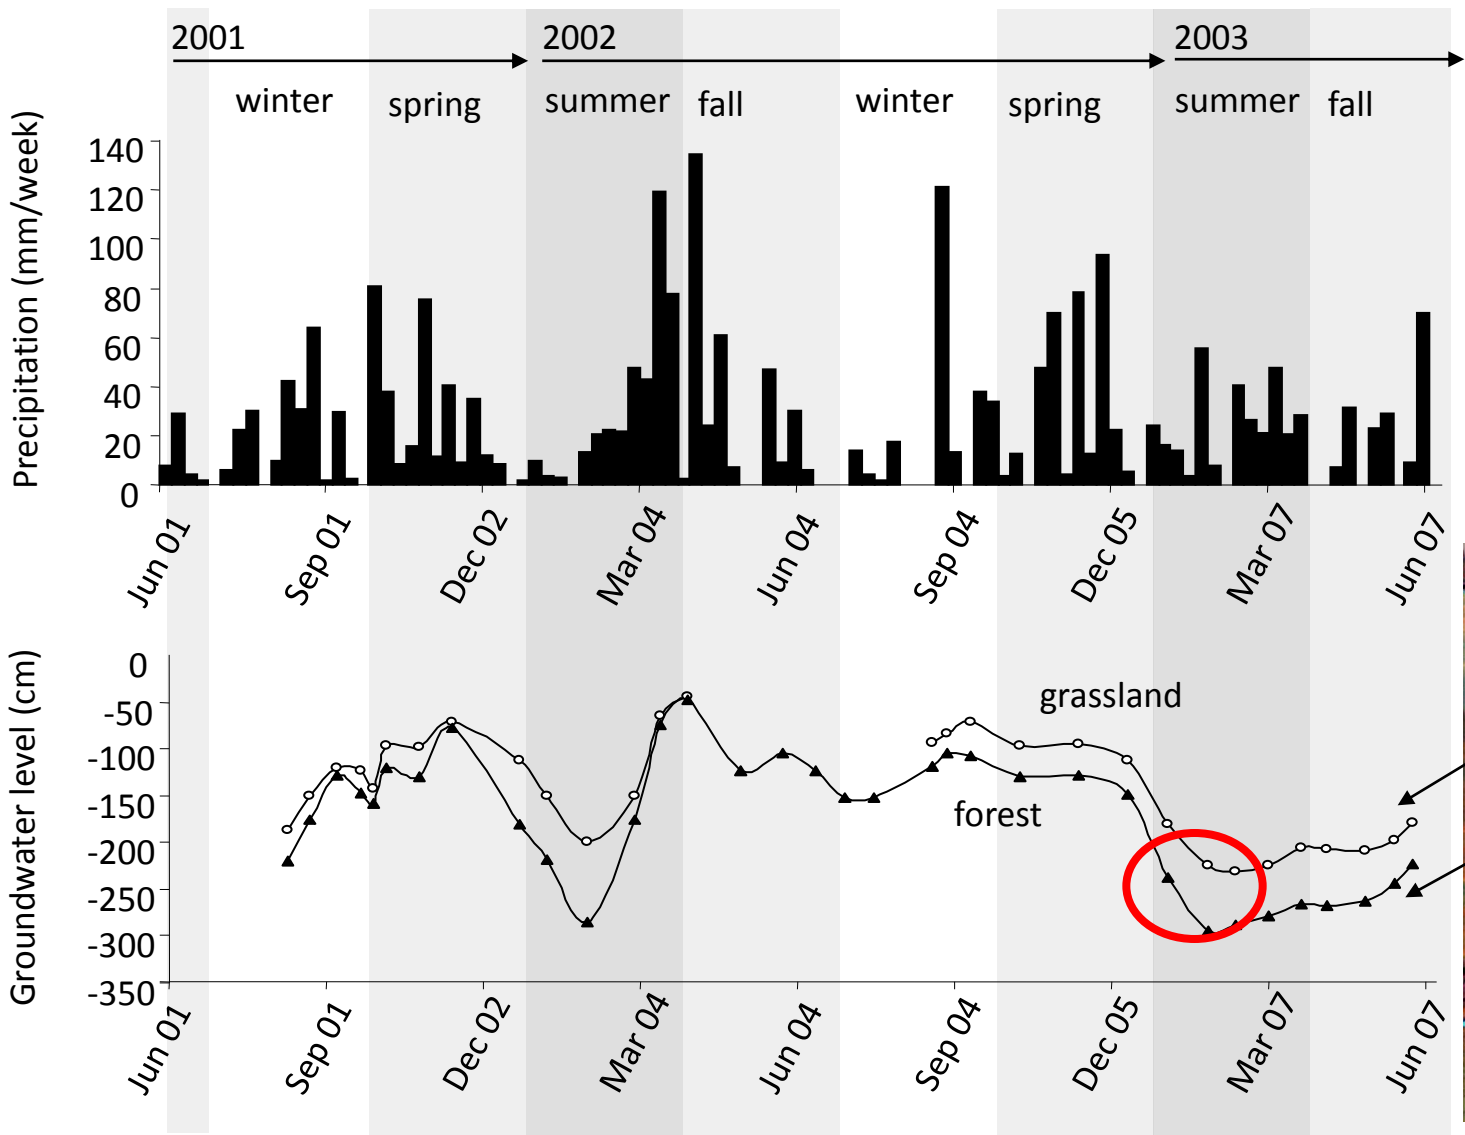 2001 2002 2003
winter spring summer fall winter spring summer fall
Precipitation (mm/week)
140
120
100
80
60
40
20
0
Jun 01 Sep 01 Dec 02 Mar 04 Jun 04 Sep 04 Dec 05 Mar 07 Jun 07
Groundwater level (cm)
0
-50
-100
-150
-200
-250
-300
-350
grassland
forest
Jun 01 Sep 01 Dec 02 Mar 04 Jun 04 Sep 04 Dec 05 Mar 07 Jun 07